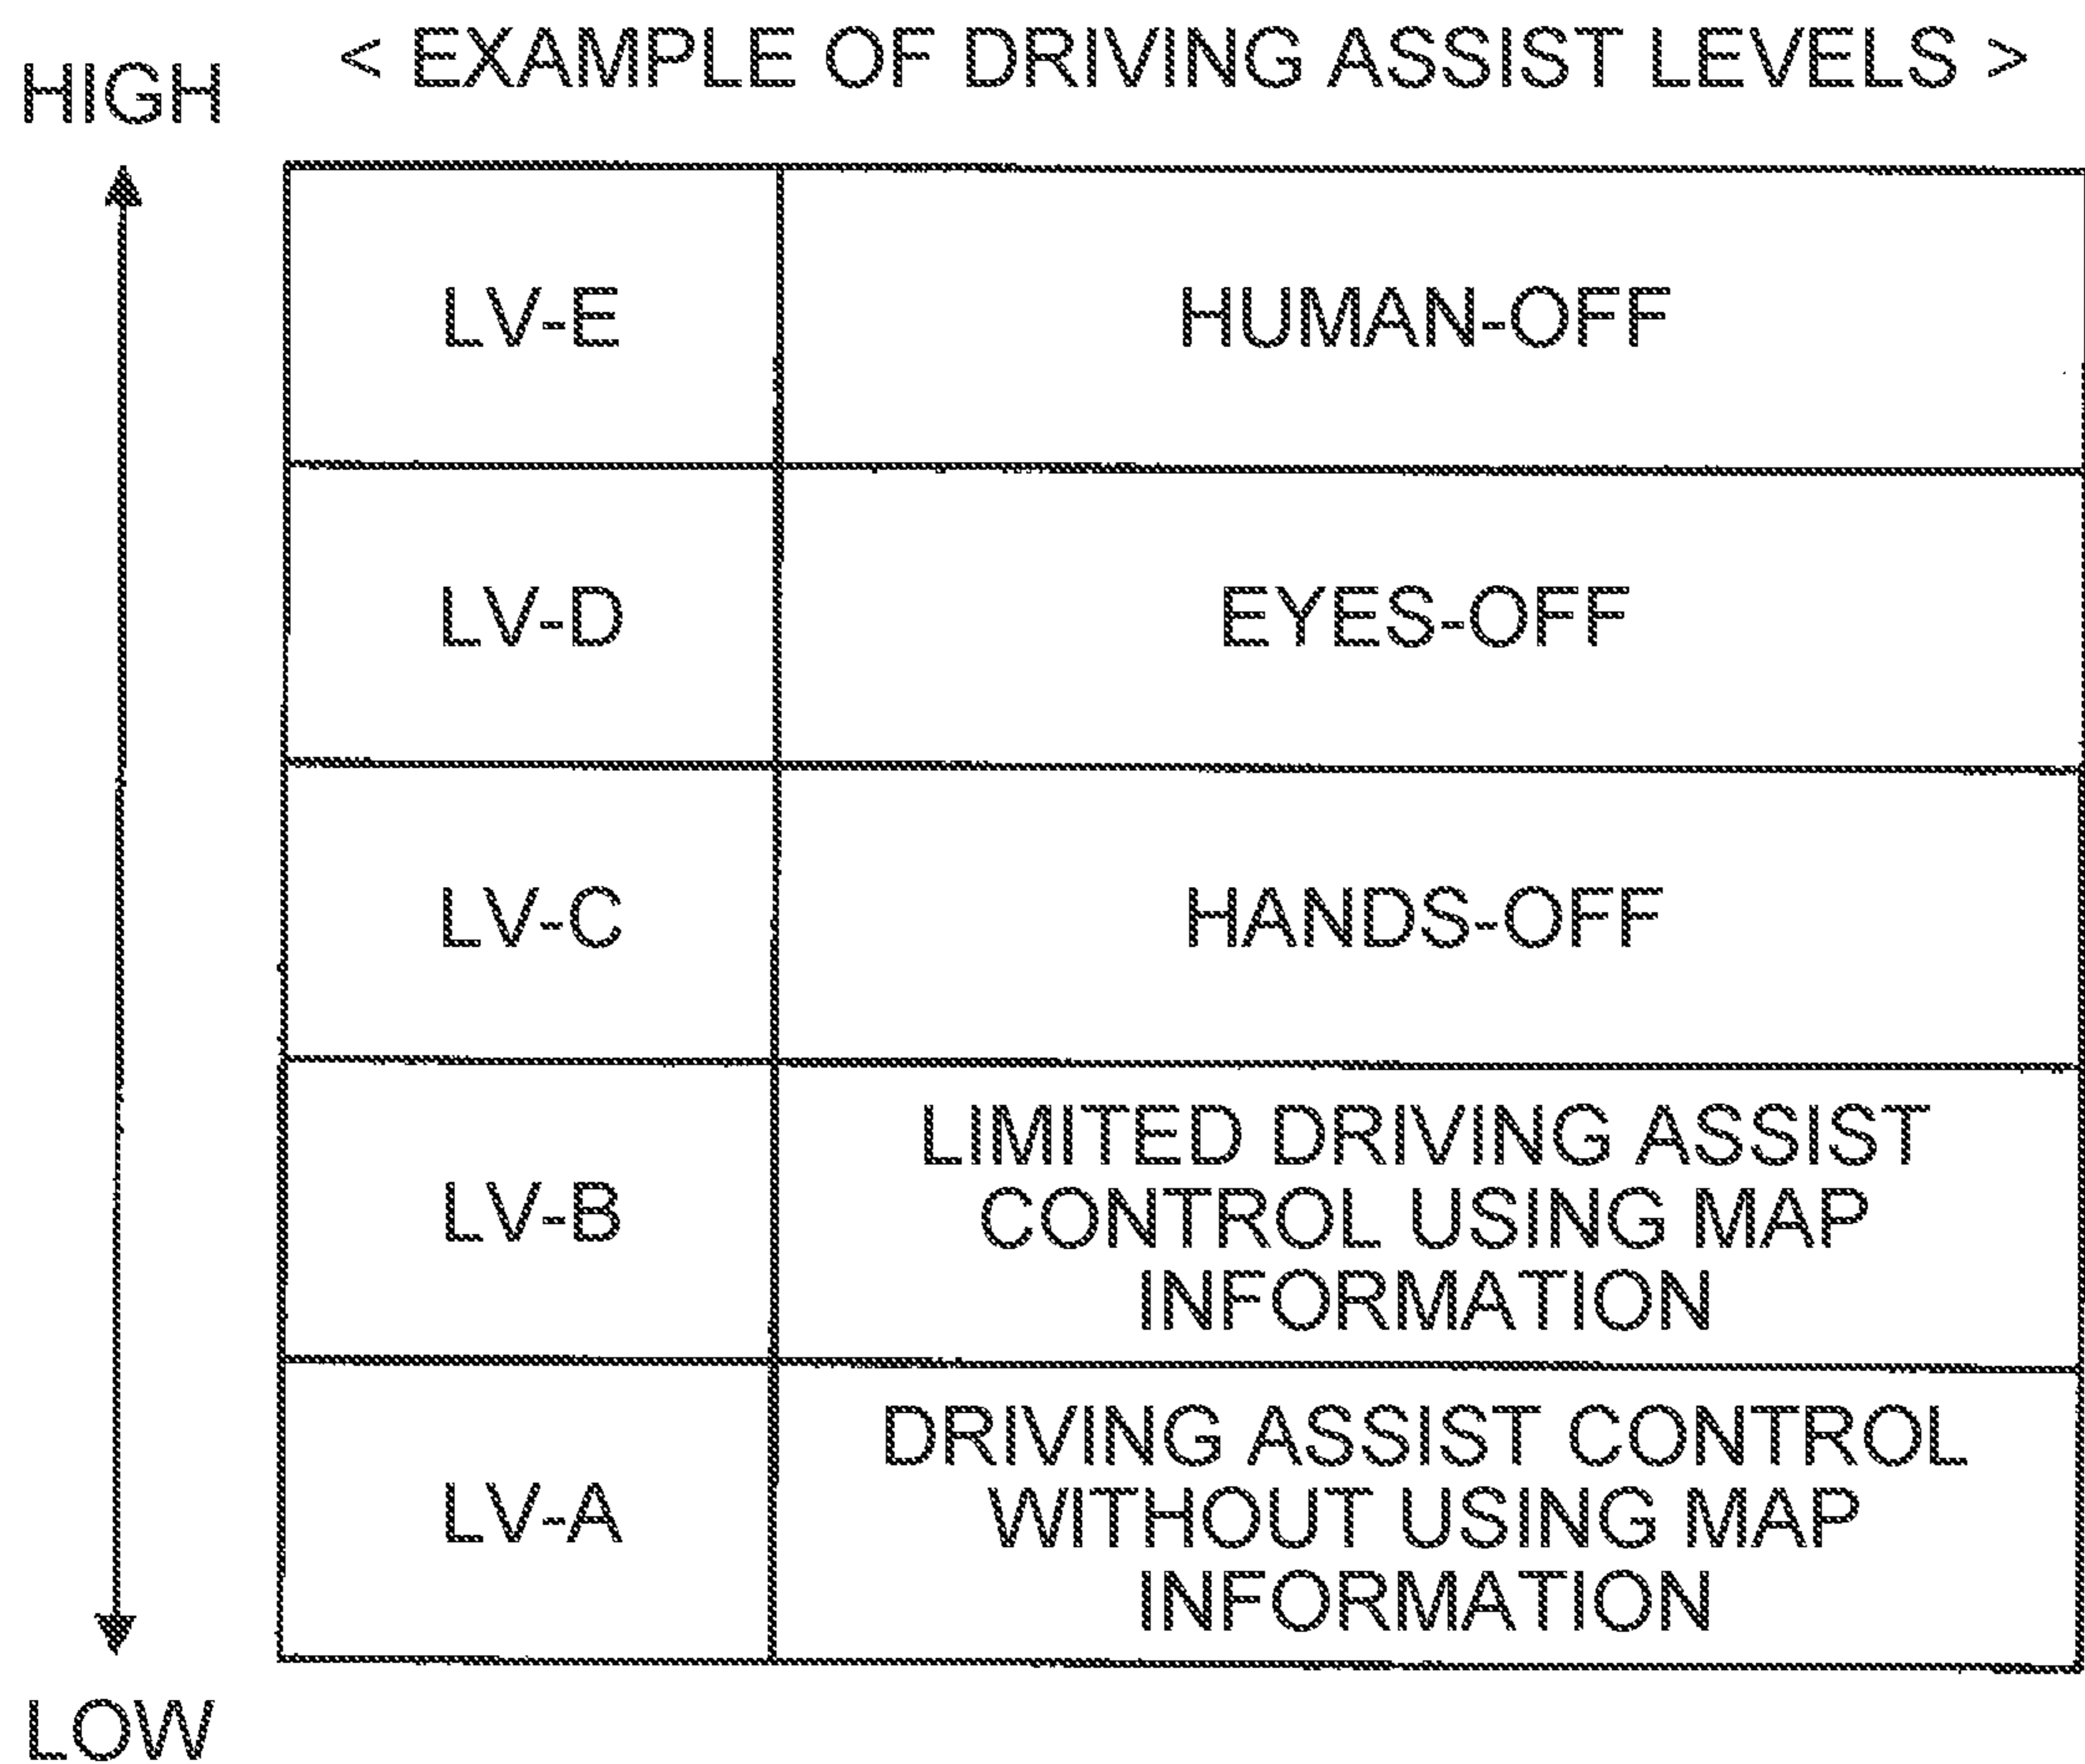 < EXAMPLE OF DRIVING ASSIST LEVELS >
HIGH
LV-E
HUMAN-OFF
LV-D
EYES-OFF
LV-C
HANDS-OFF
LV-B
LIMITED DRIVING ASSIST
CONTROL USING MAP
INFORMATION
LV-A
DRIVING ASSIST CONTROL
WITHOUT USING MAP
INFORMATION
LOW